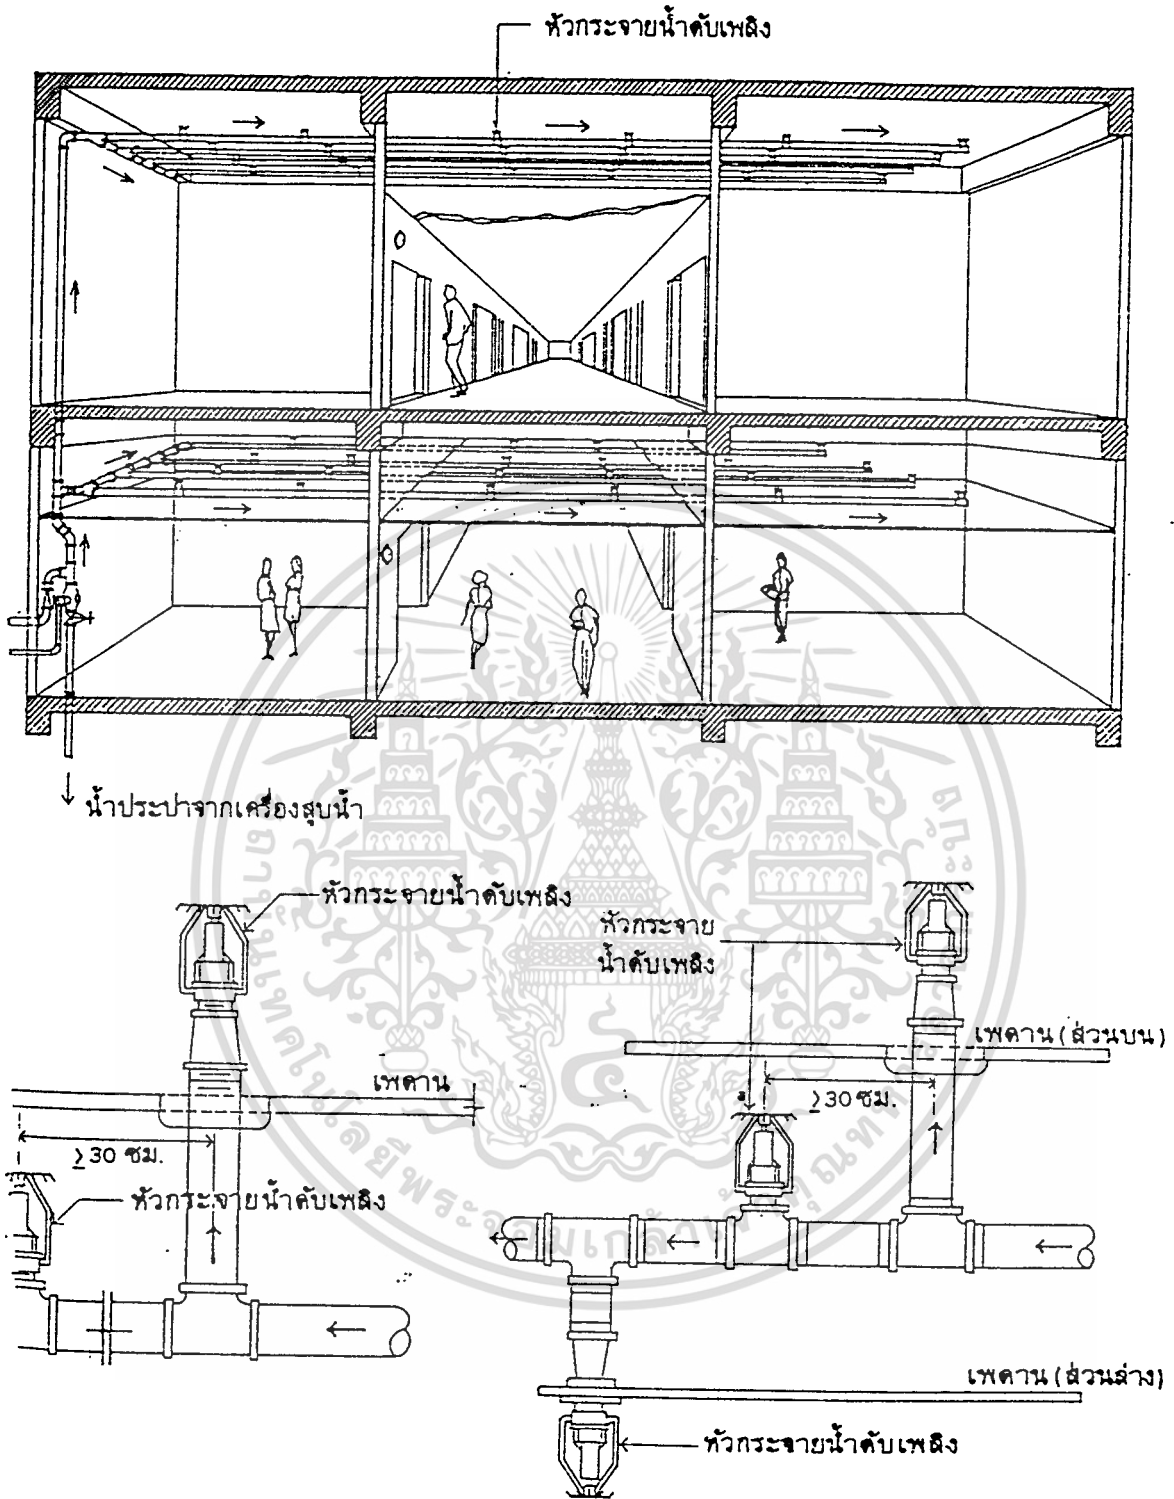 หัวกระจายน้ำดับเพลิง
น้ำประปาจากเครื่องสูบน้ำ
หัวกระจายน้ำดับเพลิง
เพดาน
≥30 ซม.
หัวกระจายน้ำดับเพลิง
หัวกระจาย
น้ำดับเพลิง
เพดาน (ส่วนบน)
≥30 ซม.
เพดาน (ส่วนล่าง)
หัวกระจายน้ำดับเพลิง